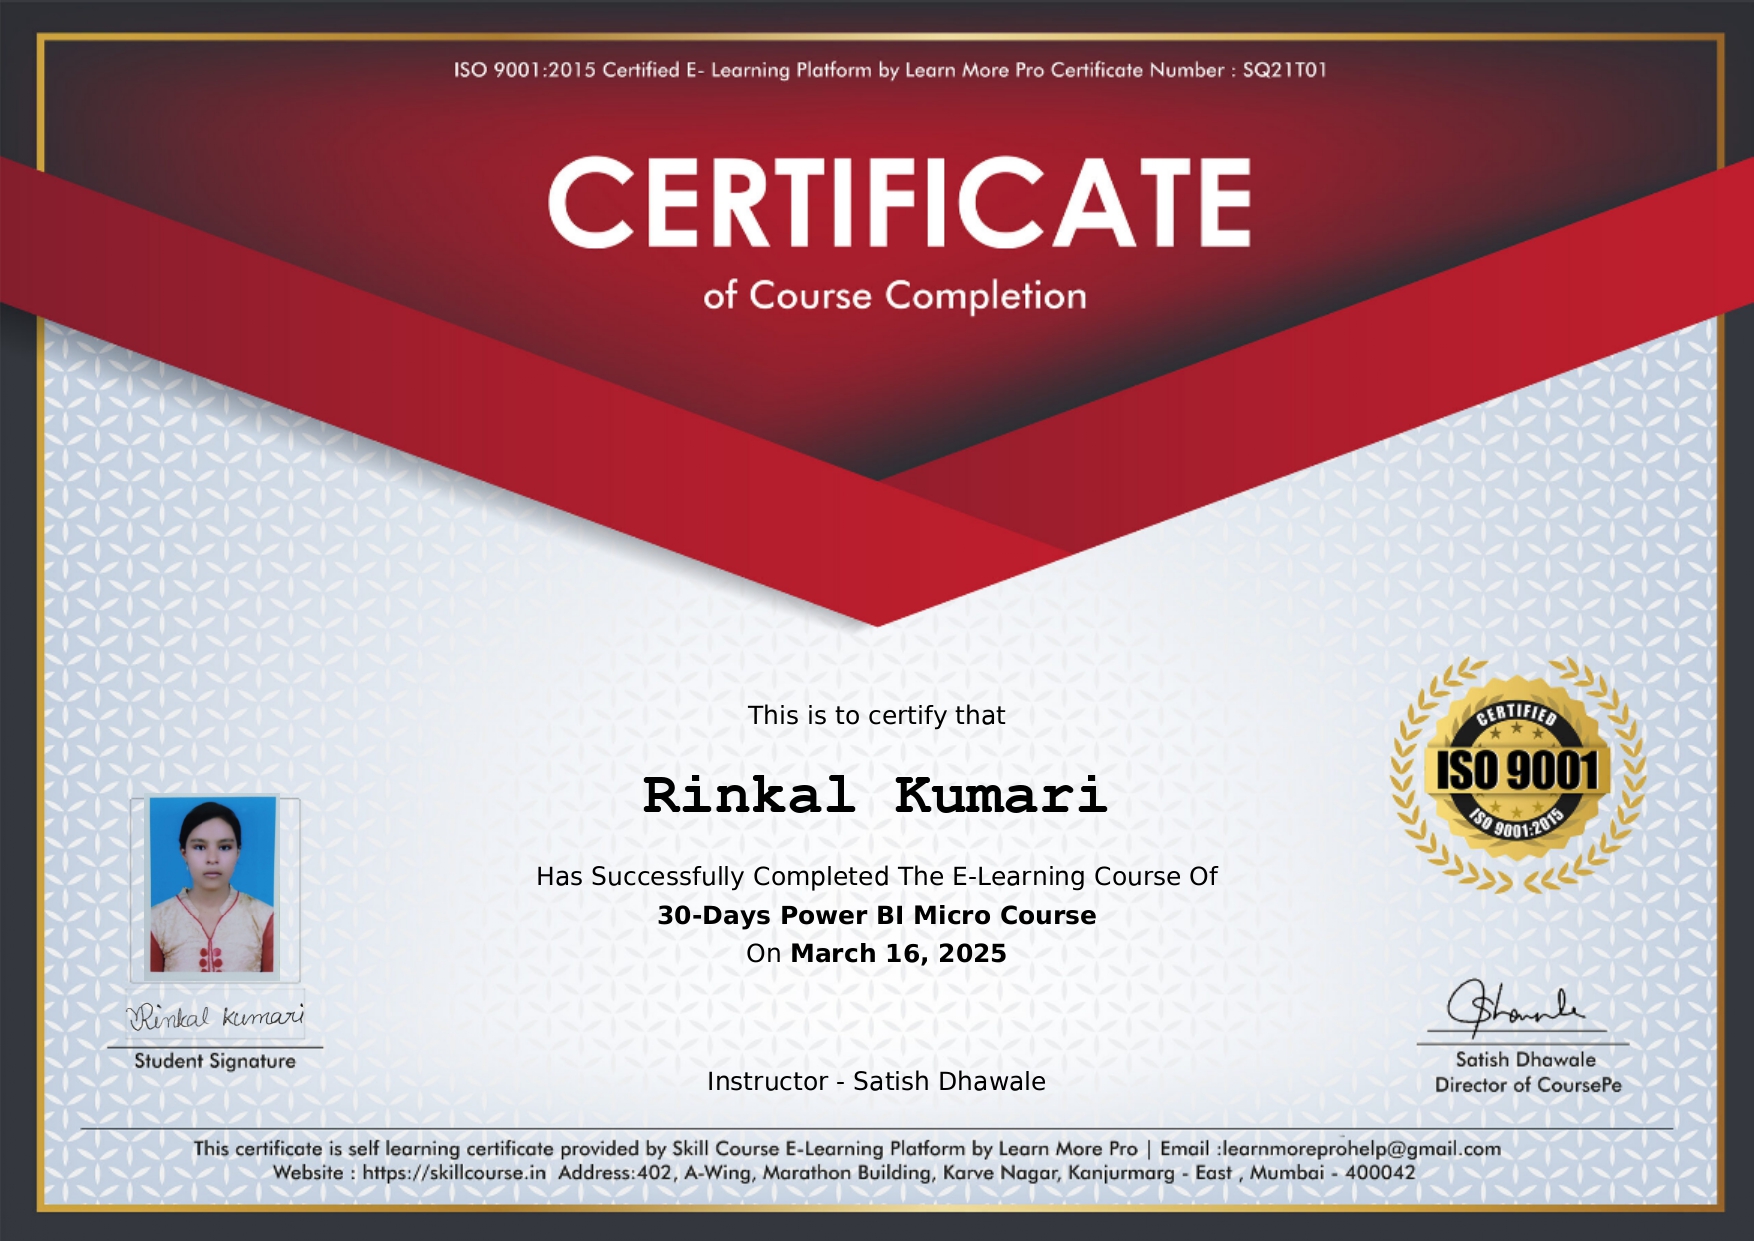 ISO 9001:2015 Certified E- Learning Platform by Learn More Pro Certificate Number : SQ21T01
CERTIFICATE
of Course Completion
This is to certify that
Rinkal Kumari
Has Successfully Completed The E-Learning Course Of
30-Days Power BI Micro Course
On March 16, 2025
CERTIFIED
ISO 9001
ISO 9001:2015
Rinkal Kumari
Student Signature
Instructor - Satish Dhawale
Satish Dhawale
Director of CoursePe
This certificate is self learning certificate provided by Skill Course E-Learning Platform by Learn More Pro | Email :learnmoreprohelp@gmail.com
Website : https://skillcourse.in Address:402, A-Wing, Marathon Building, Karve Nagar, Kanjurmarg - East , Mumbai - 400042